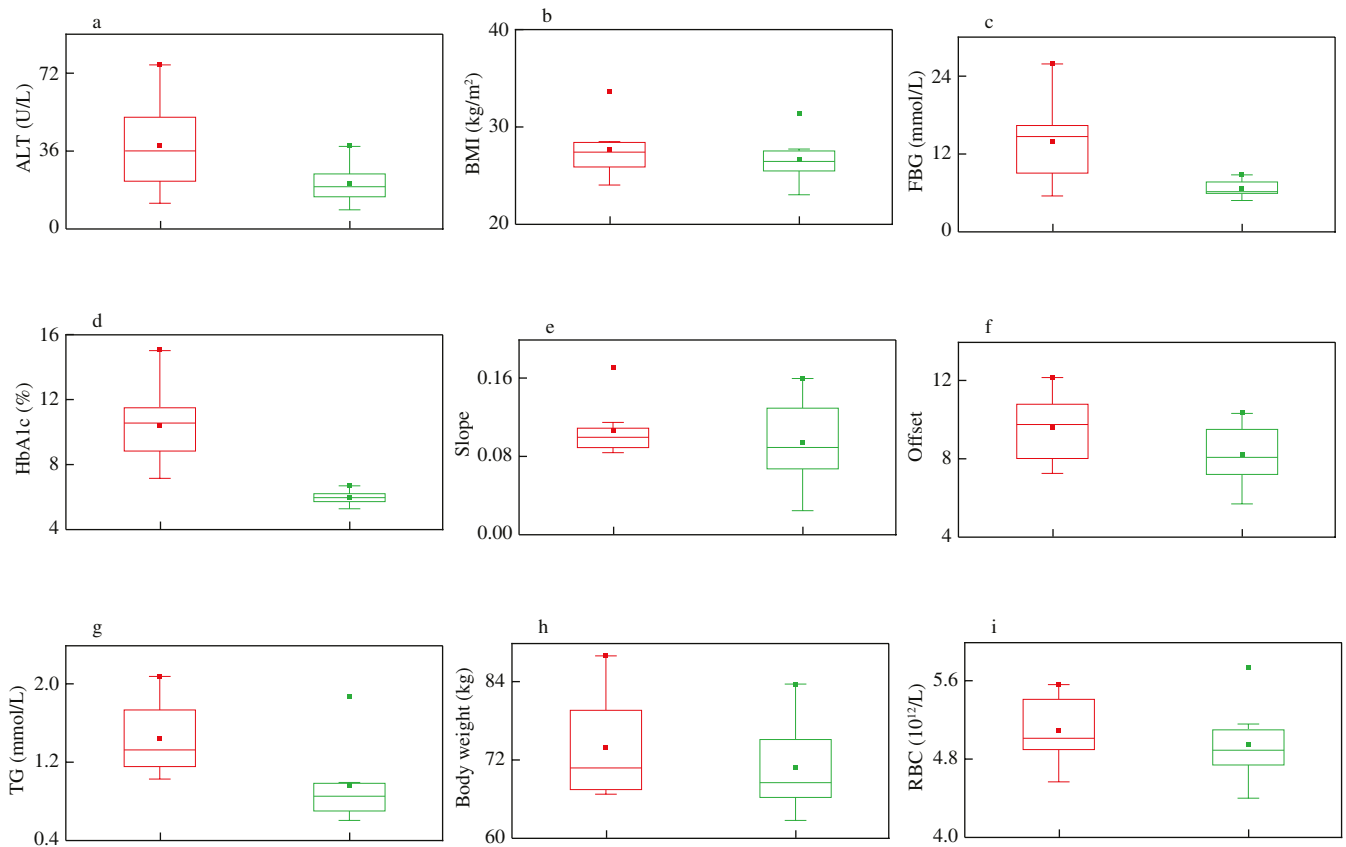 a
ALT (U/L)
72
36
0
b
BMI (kg/m²)
40
30
20
c
FBG (mmol/L)
24
12
0
d
HbA1c (%)
16
12
8
4
e
Slope
0.16
0.08
0.00
f
Offset
12
8
4
g
TG (mmol/L)
2.0
1.2
0.4
h
Body weight (kg)
84
72
60
i
RBC (10¹²/L)
5.6
4.8
4.0